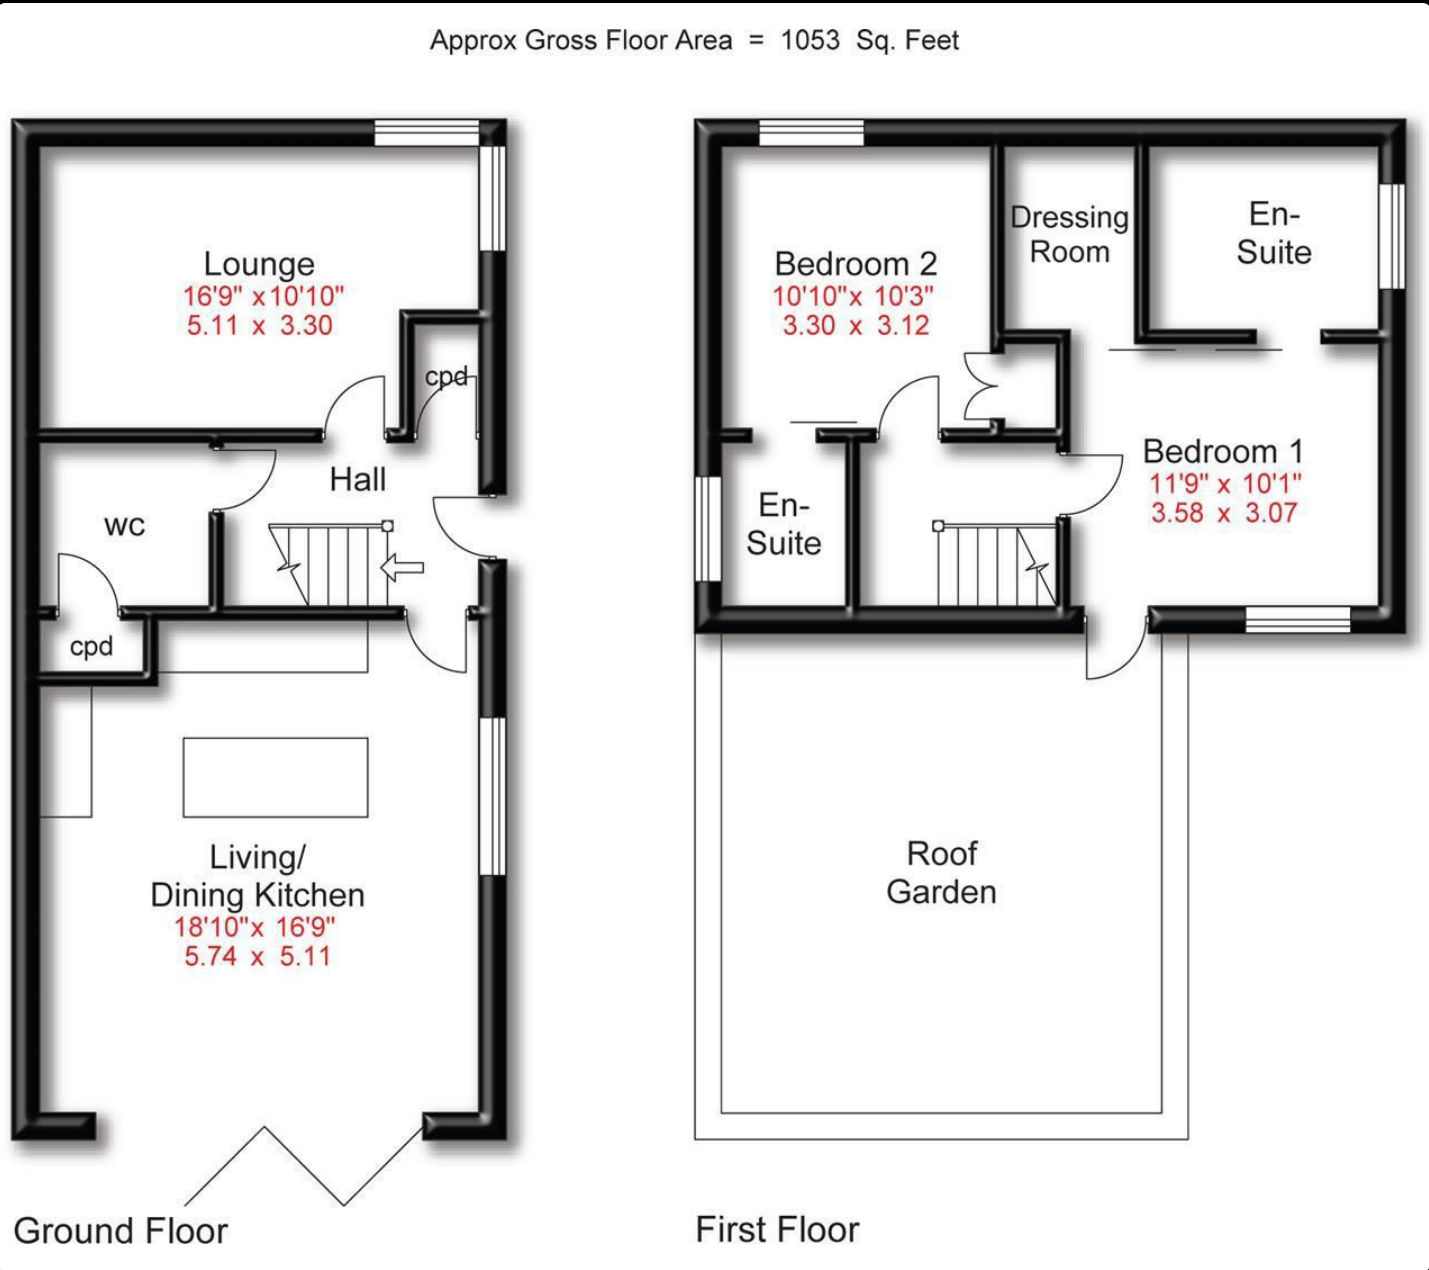 Approx Gross Floor Area = 1053 Sq. Feet
Lounge
16'9" x 10'10"
5.11 x 3.30
cpd
Hall
wc
cpd
Living/
Dining Kitchen
18'10" x 16'9"
5.74 x 5.11
Ground Floor
Bedroom 2
10'10" x 10'3"
3.30 x 3.12
Dressing
Room
En-
Suite
Bedroom 1
11'9" x 10'1"
3.58 x 3.07
En-
Suite
Roof
Garden
First Floor